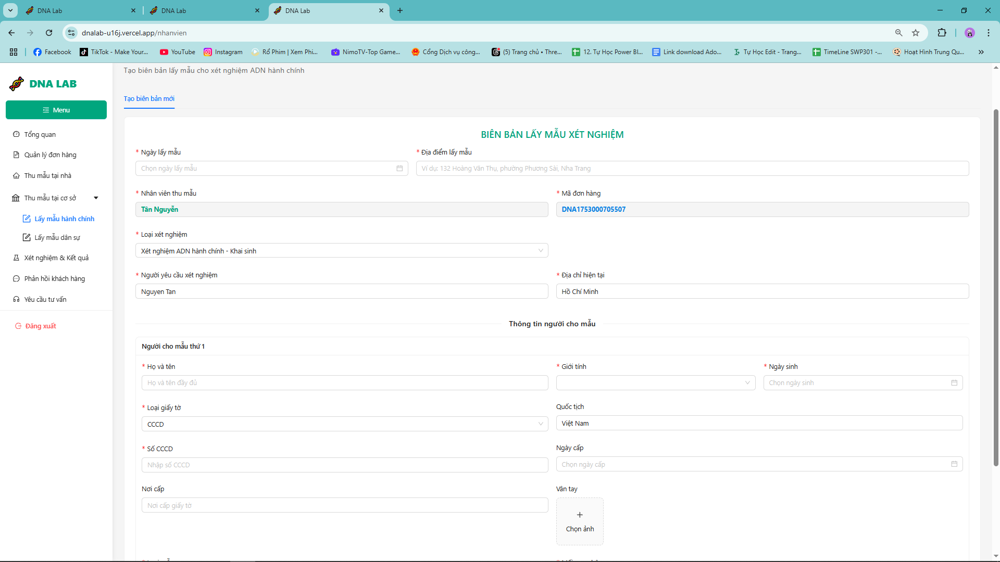 DNA Lab
DNA Lab
DNA Lab
dnalab-u16j.vercel.app/nhanvien
Facebook
TikTok - Make Your...
YouTube
Instagram
Rổ Phim | Xem Phi...
NimoTV-Top Game...
Cổng Dịch vụ công...
(5) Trang chủ • Thre...
12. Tự Học Power BI...
Link download Ado...
Tự Học Edit - Trang...
TimeLine SWP301 -...
Hoạt Hình Trung Qu...
DNA LAB
Menu
Tổng quan
Quản lý đơn hàng
Thu mẫu tại nhà
Thu mẫu tại cơ sở
Lấy mẫu hành chính
Lấy mẫu dân sự
Xét nghiệm & Kết quả
Phản hồi khách hàng
Yêu cầu tư vấn
Đăng xuất
Tạo biên bản lấy mẫu cho xét nghiệm ADN hành chính
Tạo biên bản mới
BIÊN BẢN LẤY MẪU XÉT NGHIỆM
* Ngày lấy mẫu
* Địa điểm lấy mẫu
Chọn ngày lấy mẫu
Ví dụ: 132 Hoàng Văn Thụ, phường Phương Sài, Nha Trang
* Nhân viên thu mẫu
* Mã đơn hàng
Tân Nguyễn
DNA1753000705507
* Loại xét nghiệm
Xét nghiệm ADN hành chính - Khai sinh
* Người yêu cầu xét nghiệm
* Địa chỉ hiện tại
Nguyen Tan
Hồ Chí Minh
Thông tin người cho mẫu
Người cho mẫu thứ 1
* Họ và tên
* Giới tính
* Ngày sinh
Họ và tên đầy đủ
Chọn ngày sinh
* Loại giấy tờ
Quốc tịch
CCCD
Việt Nam
* Số CCCD
Ngày cấp
Nhập số CCCD
Chọn ngày cấp
Nơi cấp
Vân tay
Nơi cấp giấy tờ
Chọn ảnh